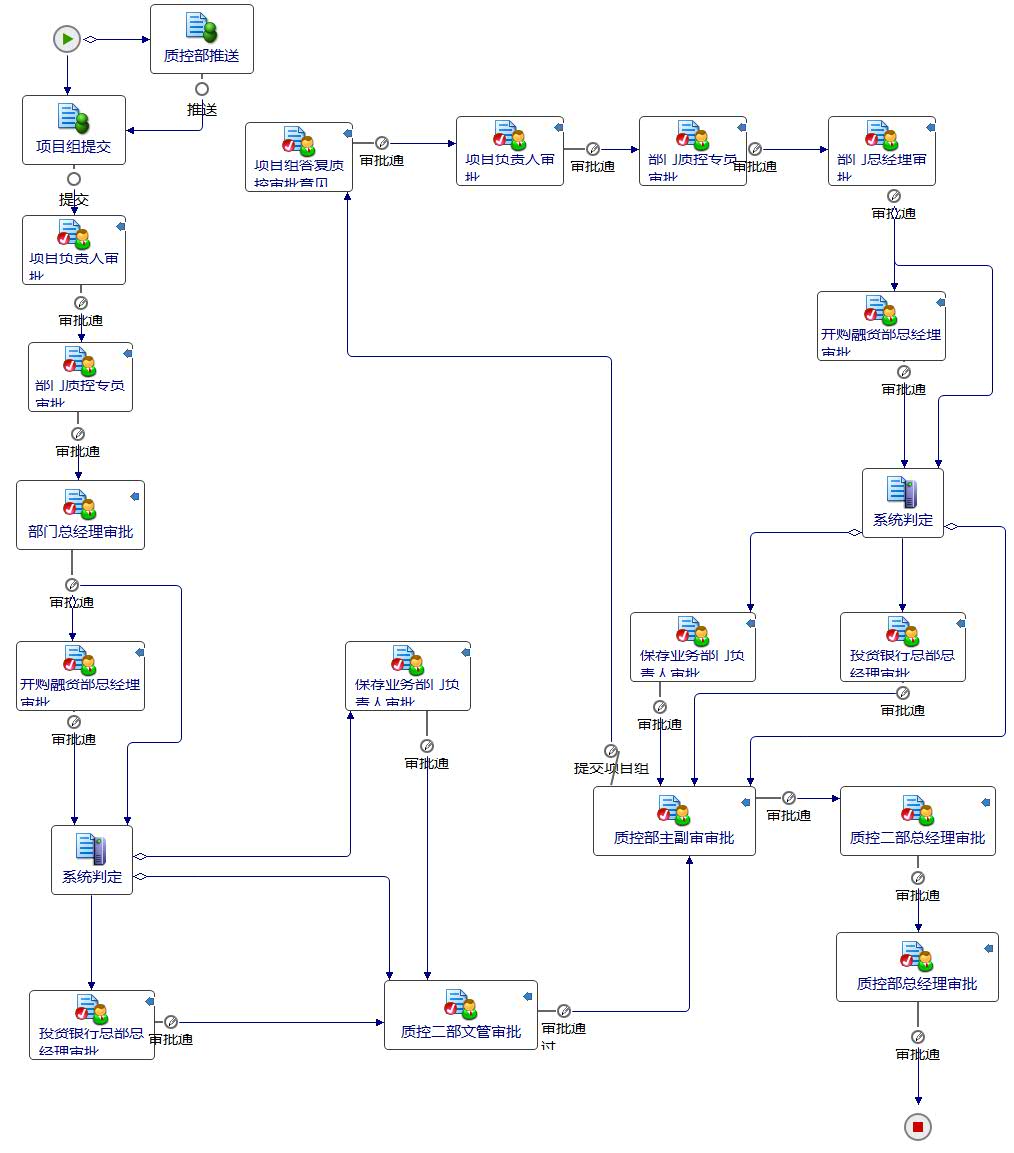 质控部推送
推送
项目组提交
提交
项目负责人审
批
审批通
部门质控专员
审批
审批通
部门总经理审批
审批通
开购融资部总经理
审批
审批通
系统判定
投资银行总部总
经理审批
审批通
保荐业务部门负
责人审批
审批通
质控二部文管审批
审批通
过
项目组答复质
控审批意见
审批通
项目负责人审
批
审批通
部门质控专员
审批
审批通
部门总经理审
批
审批通
开购融资部总经理
审批
审批通
系统判定
保荐业务部门负
责人审批
审批通
投资银行总部总
经理审批
审批通
提交项目组
质控部主副审审批
审批通
质控二部总经理审批
审批通
质控部总经理审批
审批通